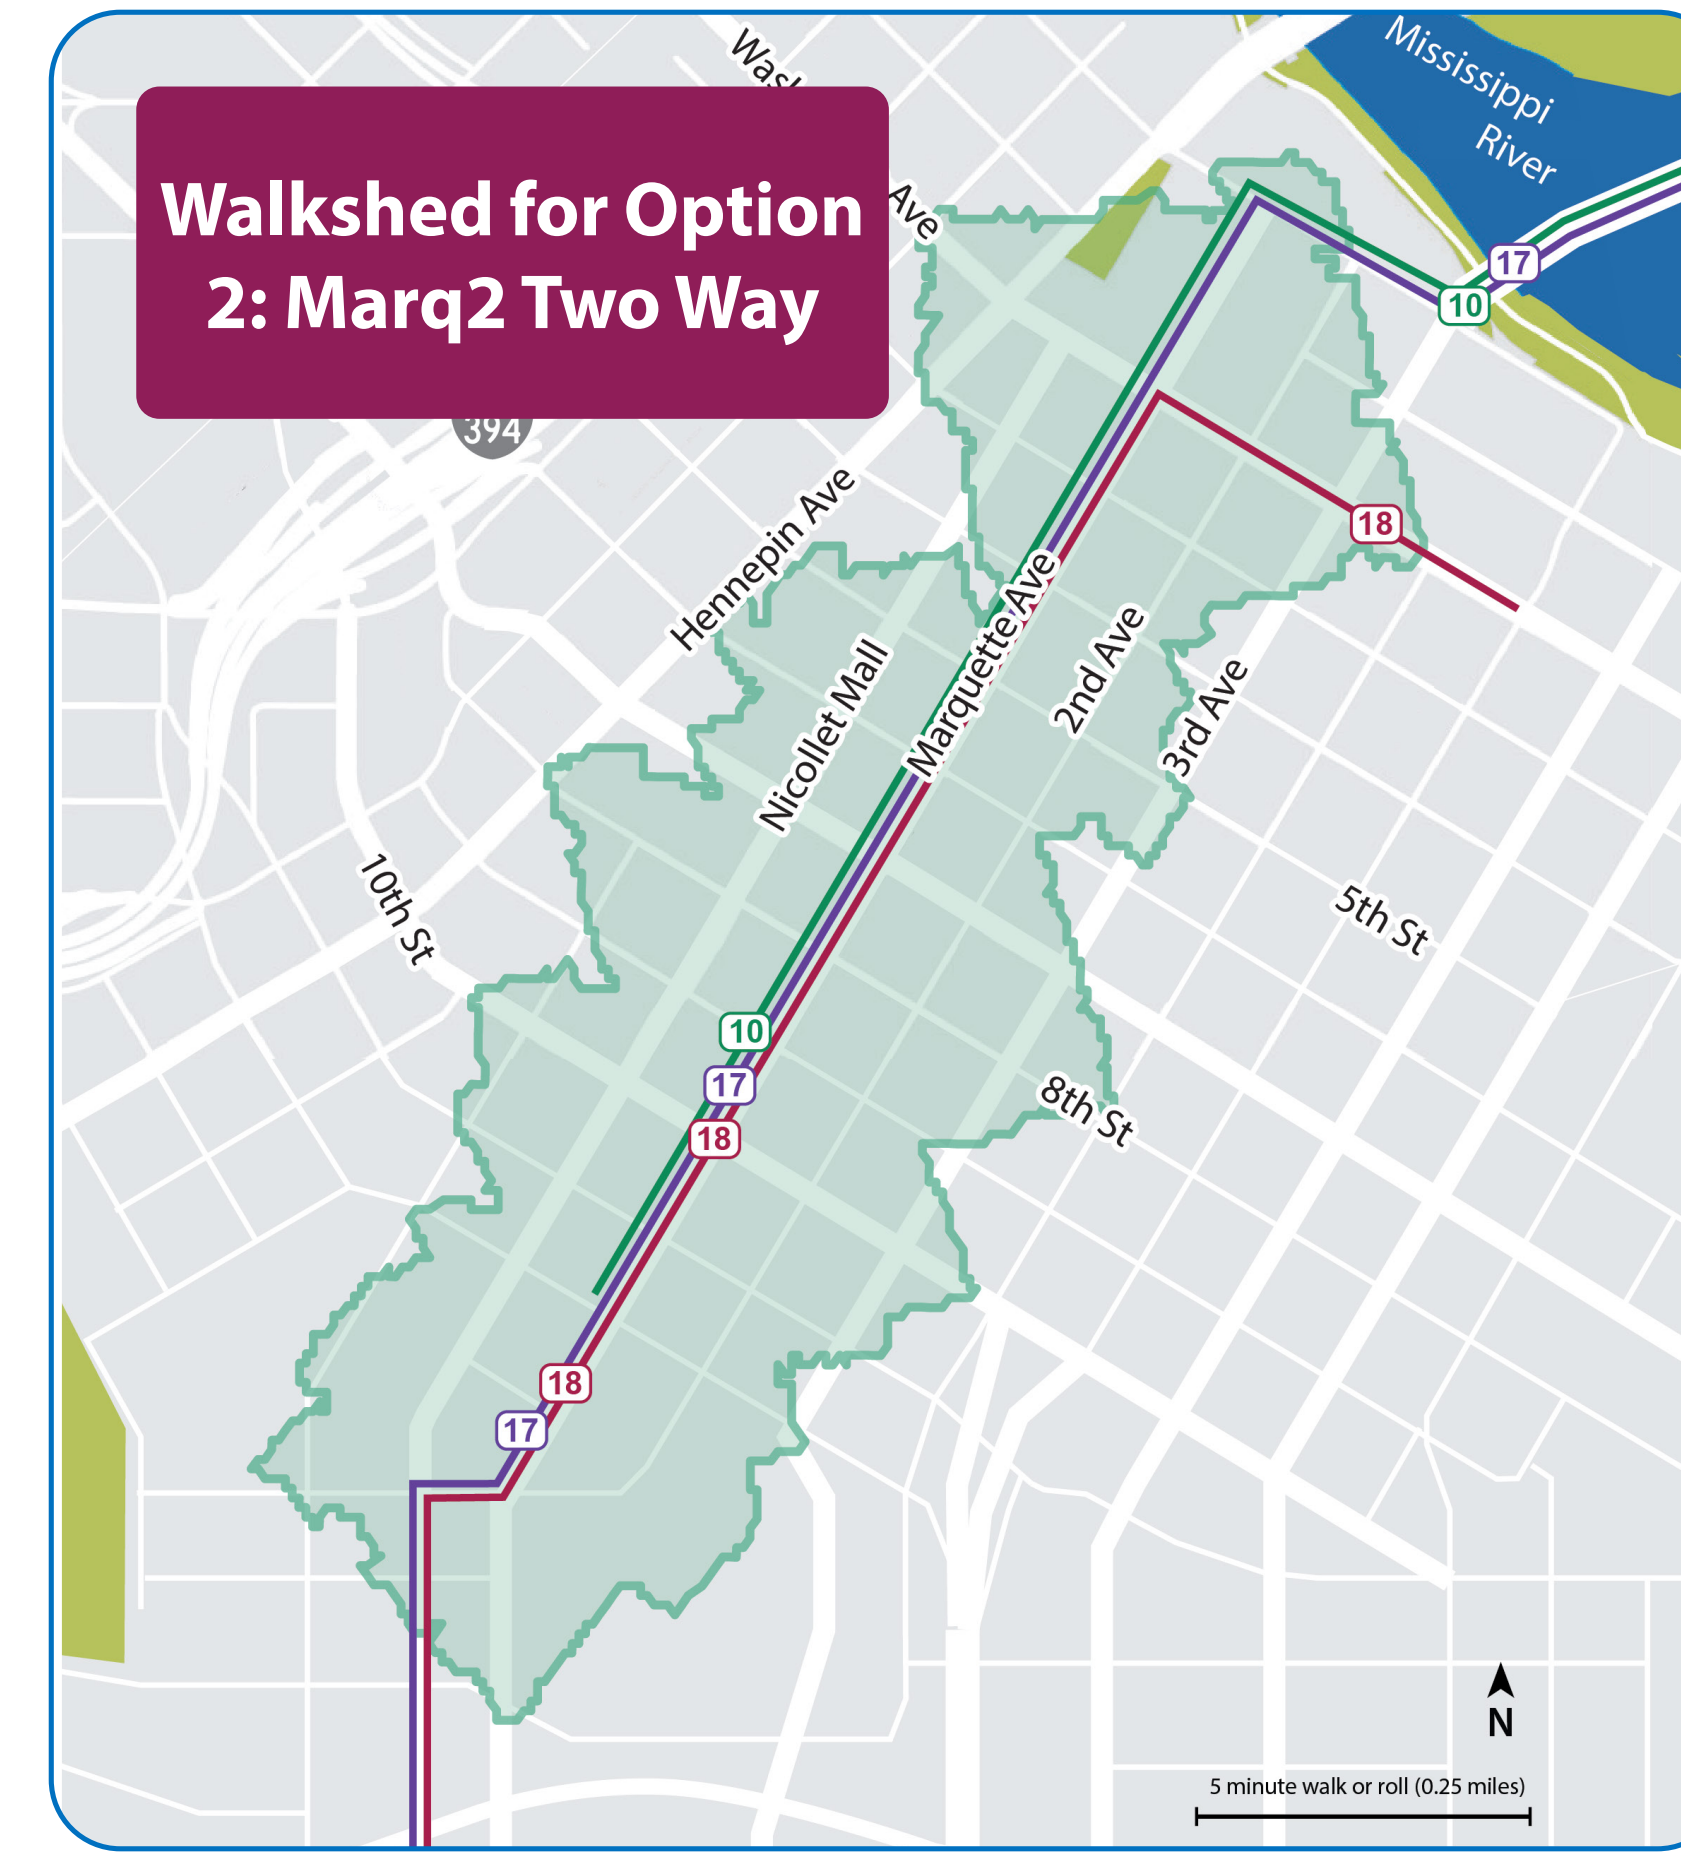 Mississippi
River
Ave
Walkshed for Option
2: Marq2 Two Way
17
10
394
Hennepin Ave
18
Marquette Ave
2nd Ave
Nicollet Mall
3rd Ave
10th St
5th St
10
17
8th St
18
18
17
N
5 minute walk or roll (0.25 miles)